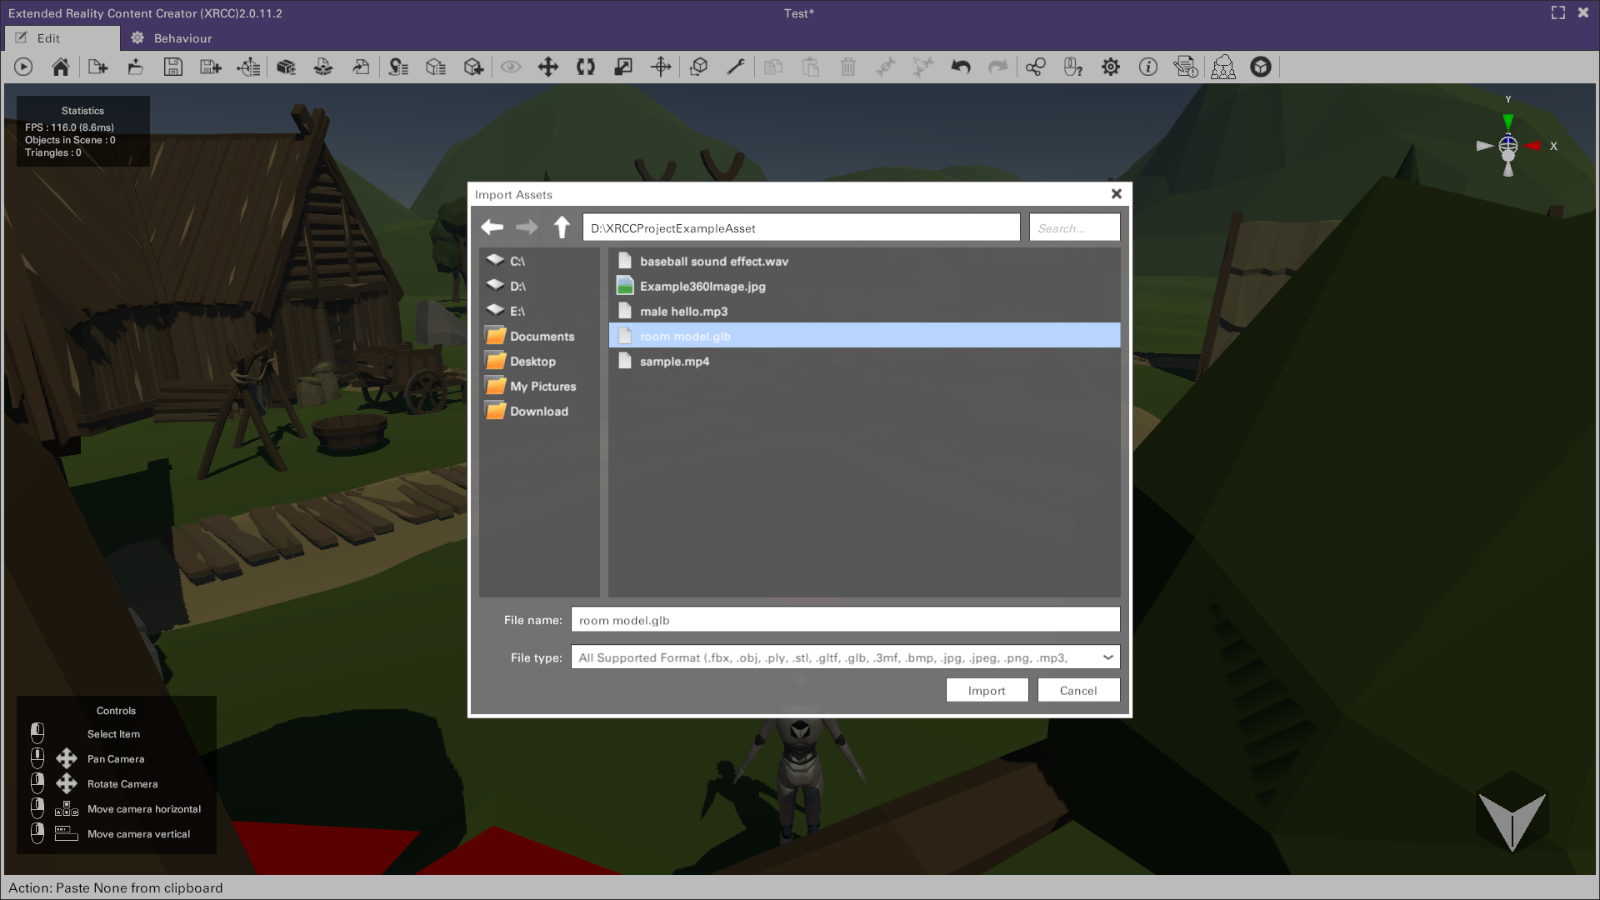 Extended Reality Content Creator (XRCC)2.0.11.2
Test*
Edit
Behaviour
Statistics
FPS : 116.0 (8.6ms)
Objects in Scene : 0
Triangles : 0
Y
X
Import Assets
D:\XRCCProjectExampleAsset
Search...
C:\
D:\
E:\
Documents
Desktop
My Pictures
Download
baseball sound effect.wav
Example360Image.jpg
male hello.mp3
room model.glb
sample.mp4
File name:
room model.glb
File type:
All Supported Format (.fbx, .obj, .ply, .stl, .gltf, .glb, .3mf, .bmp, .jpg, .jpeg, .png, .mp3,
Import
Cancel
Controls
Select Item
Pan Camera
Rotate Camera
Move camera horizontal
Move camera vertical
Action: Paste None from clipboard